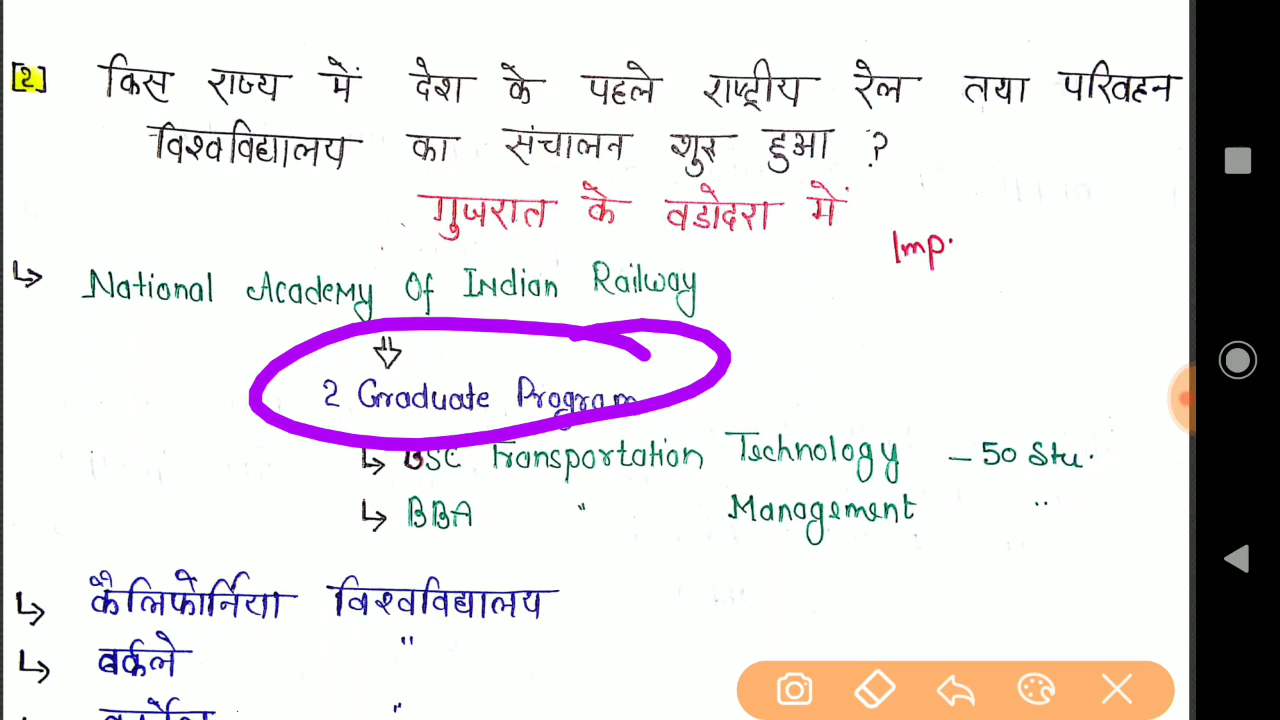 [2] किस राज्य में देश के पहले राष्ट्रीय रेल तथा परिवहन
विश्वविद्यालय का संचालन शुरु हुआ ?
गुजरात के वडोदरा में
Imp.
↳ National Academy Of Indian Railway
⇩
2 Graduate Program
↳ BSC Transportation Technology – 50 Stu.
↳ BBA " Management "
↳ कैलिफोर्निया विश्वविद्यालय
↳ बर्कले "
"